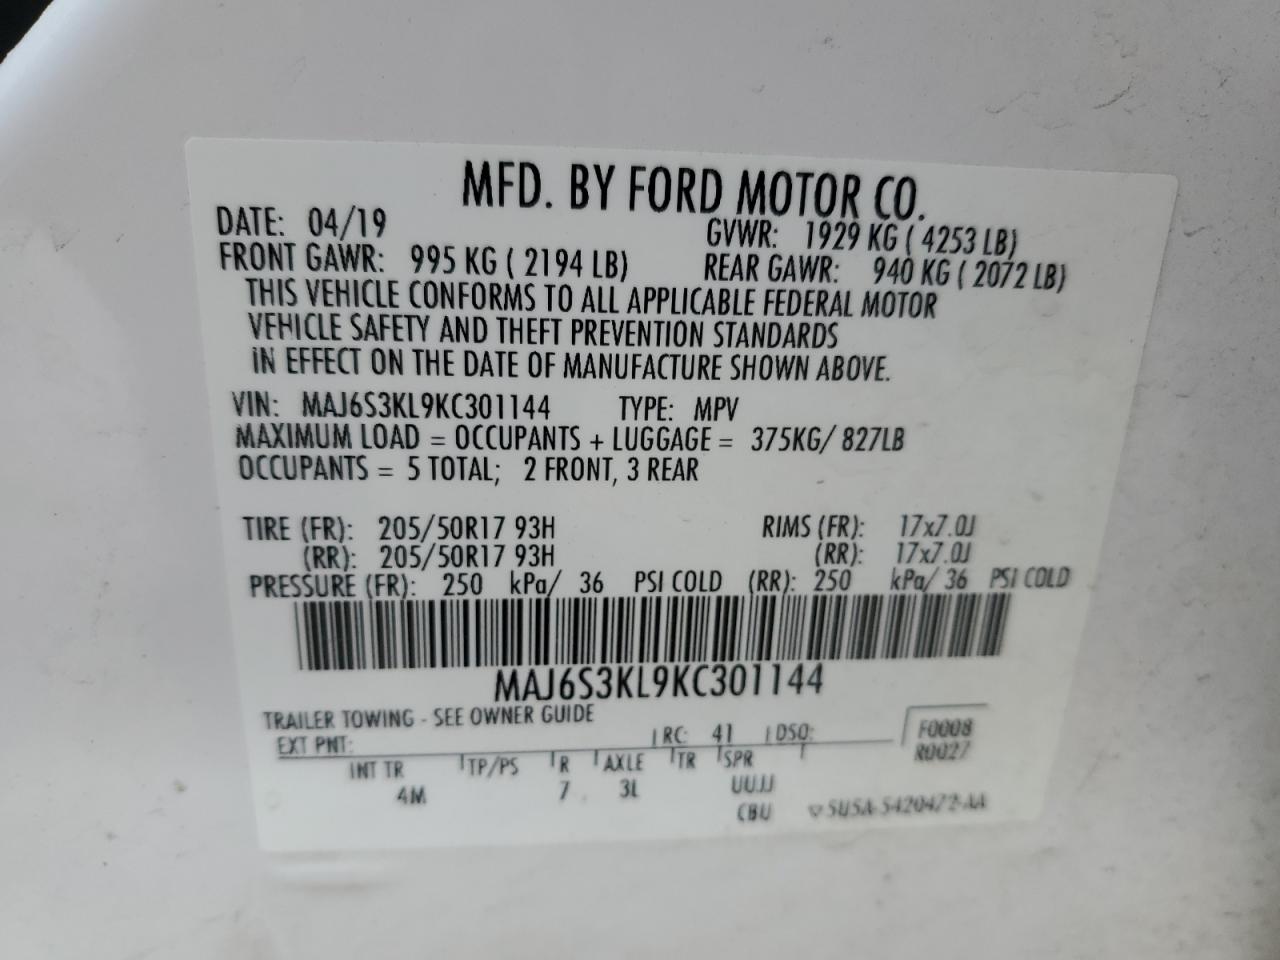 MFD. BY FORD MOTOR CO.
DATE: 04/19 GVWR: 1929 KG ( 4253 LB)
FRONT GAWR: 995 KG ( 2194 LB) REAR GAWR: 940 KG ( 2072 LB)
THIS VEHICLE CONFORMS TO ALL APPLICABLE FEDERAL MOTOR
VEHICLE SAFETY AND THEFT PREVENTION STANDARDS
IN EFFECT ON THE DATE OF MANUFACTURE SHOWN ABOVE.
VIN: MAJ6S3KL9KC301144 TYPE: MPV
MAXIMUM LOAD = OCCUPANTS + LUGGAGE = 375KG/ 827LB
OCCUPANTS = 5 TOTAL; 2 FRONT, 3 REAR
TIRE (FR): 205/50R17 93H RIMS (FR): 17x7.0J
(RR): 205/50R17 93H (RR): 17x7.0J
PRESSURE (FR): 250 kPa/ 36 PSI COLD (RR): 250 kPa/ 36 PSI COLD
MAJ6S3KL9KC301144
TRAILER TOWING - SEE OWNER GUIDE
EXT PNT: RC: 41 DSO: F0008
R0027
INT TR TP/PS R AXLE TR SPR
4M 7 3L UUJJ
CBU 5U5A-5420472-AA